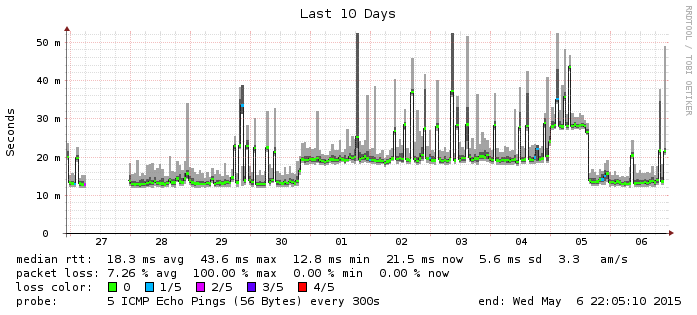 Last 10 Days
RRDTOOL / TOBI OETIKER
Seconds
50 m
40 m
30 m
20 m
10 m
0
27 28 29 30 01 02 03 04 05 06
median rtt: 18.3 ms avg 43.6 ms max 12.8 ms min 21.5 ms now 5.6 ms sd 3.3 am/s
packet loss: 7.26 % avg 100.00 % max 0.00 % min 0.00 % now
loss color: 0 1/5 2/5 3/5 4/5
probe: 5 ICMP Echo Pings (56 Bytes) every 300s end: Wed May 6 22:05:10 2015